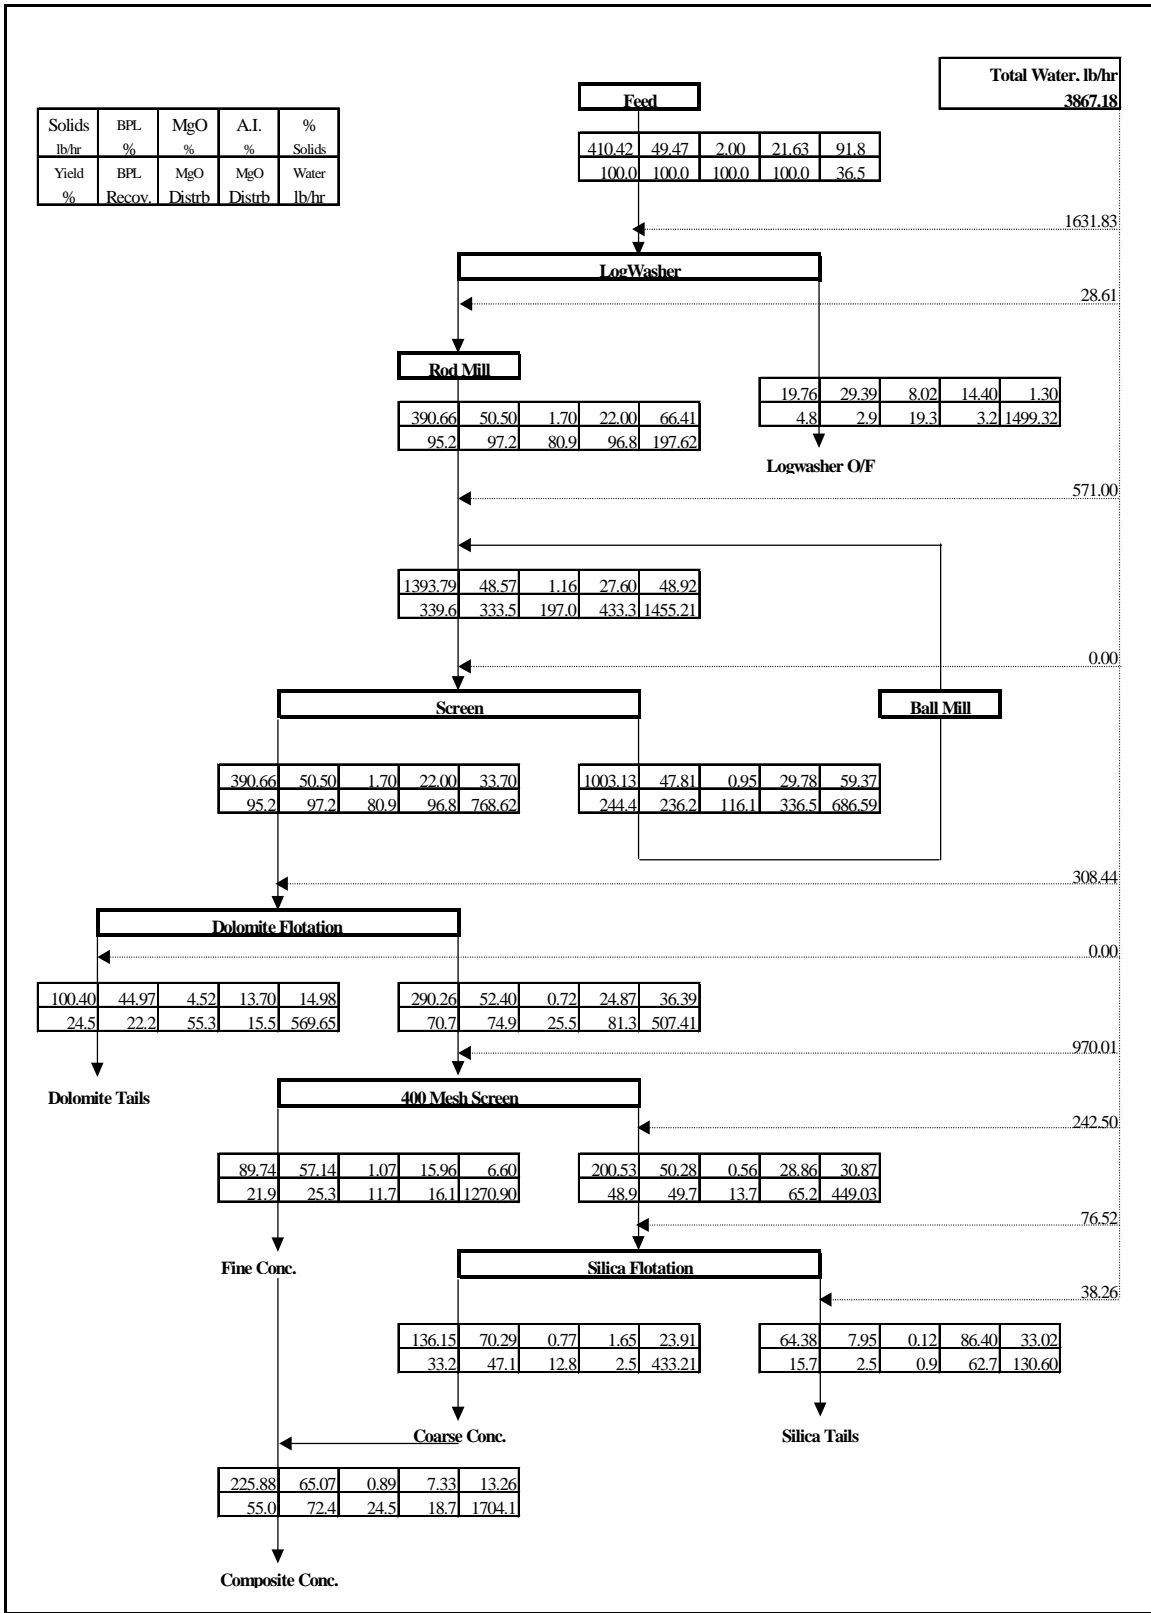 Total Water, lb/hr
3867.18
Feed
Solids BPL MgO A.I. %
lb/hr % % % Solids
Yield BPL MgO MgO Water
% Recov. Distrb Distrb lb/hr
410.42 49.47 2.00 21.63 91.8
100.0 100.0 100.0 100.0 36.5
1631.83
LogWasher
28.61
Rod Mill
390.66 50.50 1.70 22.00 66.41
95.2 97.2 80.9 96.8 197.62
19.76 29.39 8.02 14.40 1.30
4.8 2.9 19.3 3.2 1499.32
Logwasher O/F
571.00
1393.79 48.57 1.16 27.60 48.92
339.6 333.5 197.0 433.3 1455.21
0.00
Screen
Ball Mill
390.66 50.50 1.70 22.00 33.70
95.2 97.2 80.9 96.8 768.62
1003.13 47.81 0.95 29.78 59.37
244.4 236.2 116.1 336.5 686.59
308.44
Dolomite Flotation
0.00
100.40 44.97 4.52 13.70 14.98
24.5 22.2 55.3 15.5 569.65
290.26 52.40 0.72 24.87 36.39
70.7 74.9 25.5 81.3 507.41
970.01
Dolomite Tails
400 Mesh Screen
242.50
89.74 57.14 1.07 15.96 6.60
21.9 25.3 11.7 16.1 1270.90
200.53 50.28 0.56 28.86 30.87
48.9 49.7 13.7 65.2 449.03
76.52
Fine Conc.
Silica Flotation
38.26
136.15 70.29 0.77 1.65 23.91
33.2 47.1 12.8 2.5 433.21
64.38 7.95 0.12 86.40 33.02
15.7 2.5 0.9 62.7 130.60
Coarse Conc.
Silica Tails
225.88 65.07 0.89 7.33 13.26
55.0 72.4 24.5 18.7 1704.1
Composite Conc.